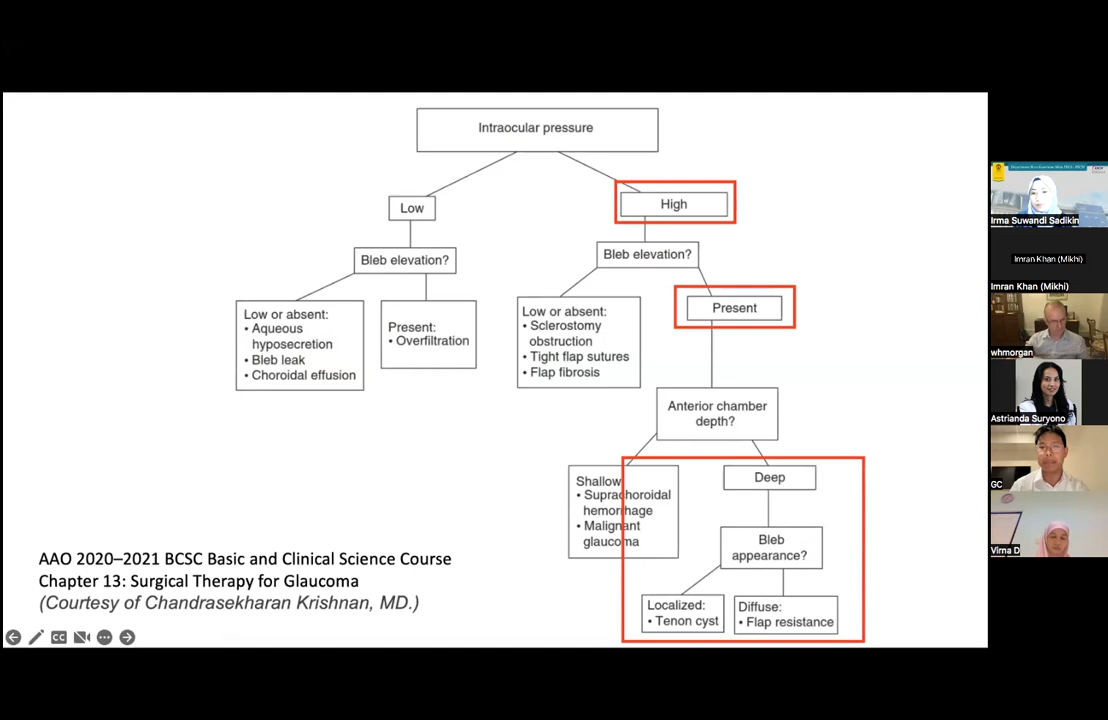 Intraocular pressure
Low
High
Bleb elevation?
Bleb elevation?
Low or absent:
• Aqueous
hyposecretion
• Bleb leak
• Choroidal effusion
Present:
• Overfiltration
Low or absent:
• Sclerostomy
obstruction
• Tight flap sutures
• Flap fibrosis
Present
Anterior chamber
depth?
Shallow
• Suprachoroidal
hemorrhage
• Malignant
glaucoma
Deep
Bleb
appearance?
Localized:
• Tenon cyst
Diffuse:
• Flap resistance
AAO 2020–2021 BCSC Basic and Clinical Science Course
Chapter 13: Surgical Therapy for Glaucoma
(Courtesy of Chandrasekharan Krishnan, MD.)
CC
Irma Suwandi Sadikin
Imran Khan (Mikhi)
Imran Khan (Mikhi)
whmorgan
Astrianda Suryono
GC
Virna D